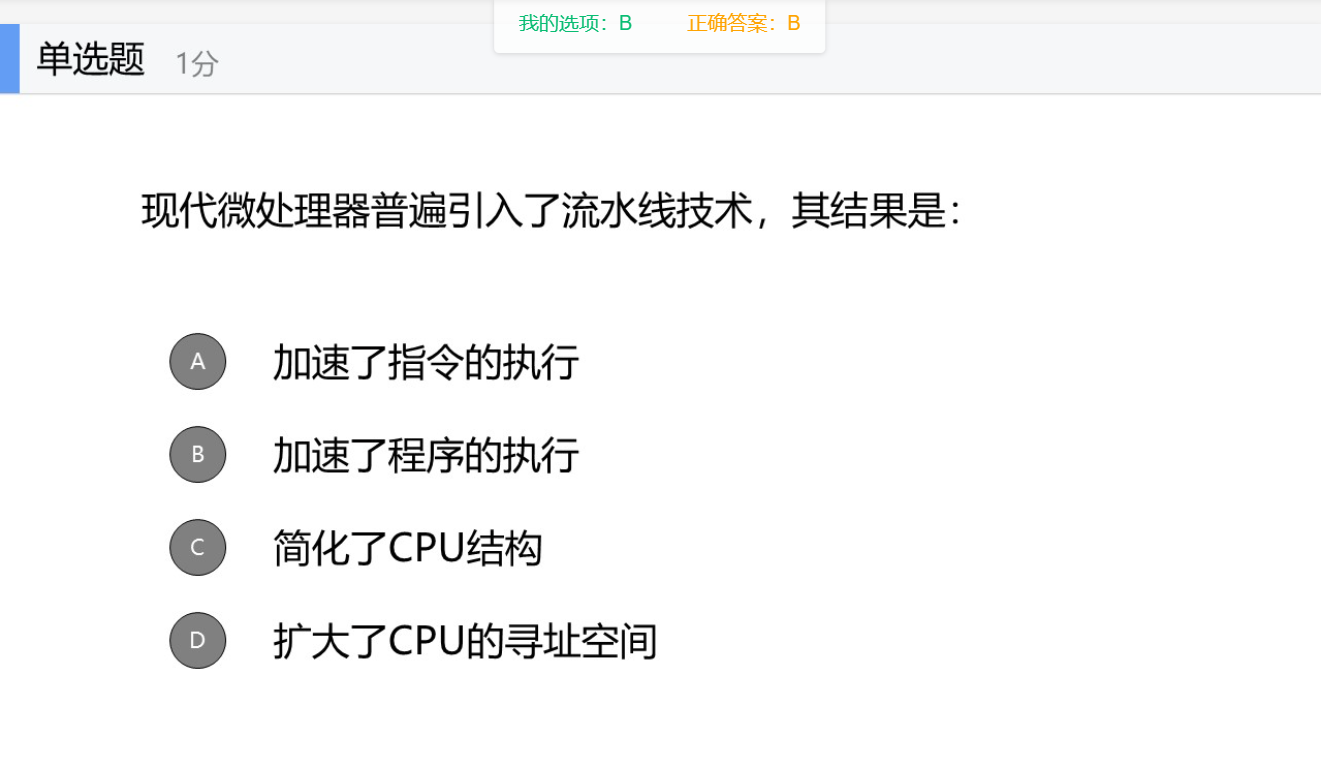 我的选项：B 正确答案：B
单选题 1分
现代微处理器普遍引入了流水线技术，其结果是：
A 加速了指令的执行
B 加速了程序的执行
C 简化了CPU结构
D 扩大了CPU的寻址空间